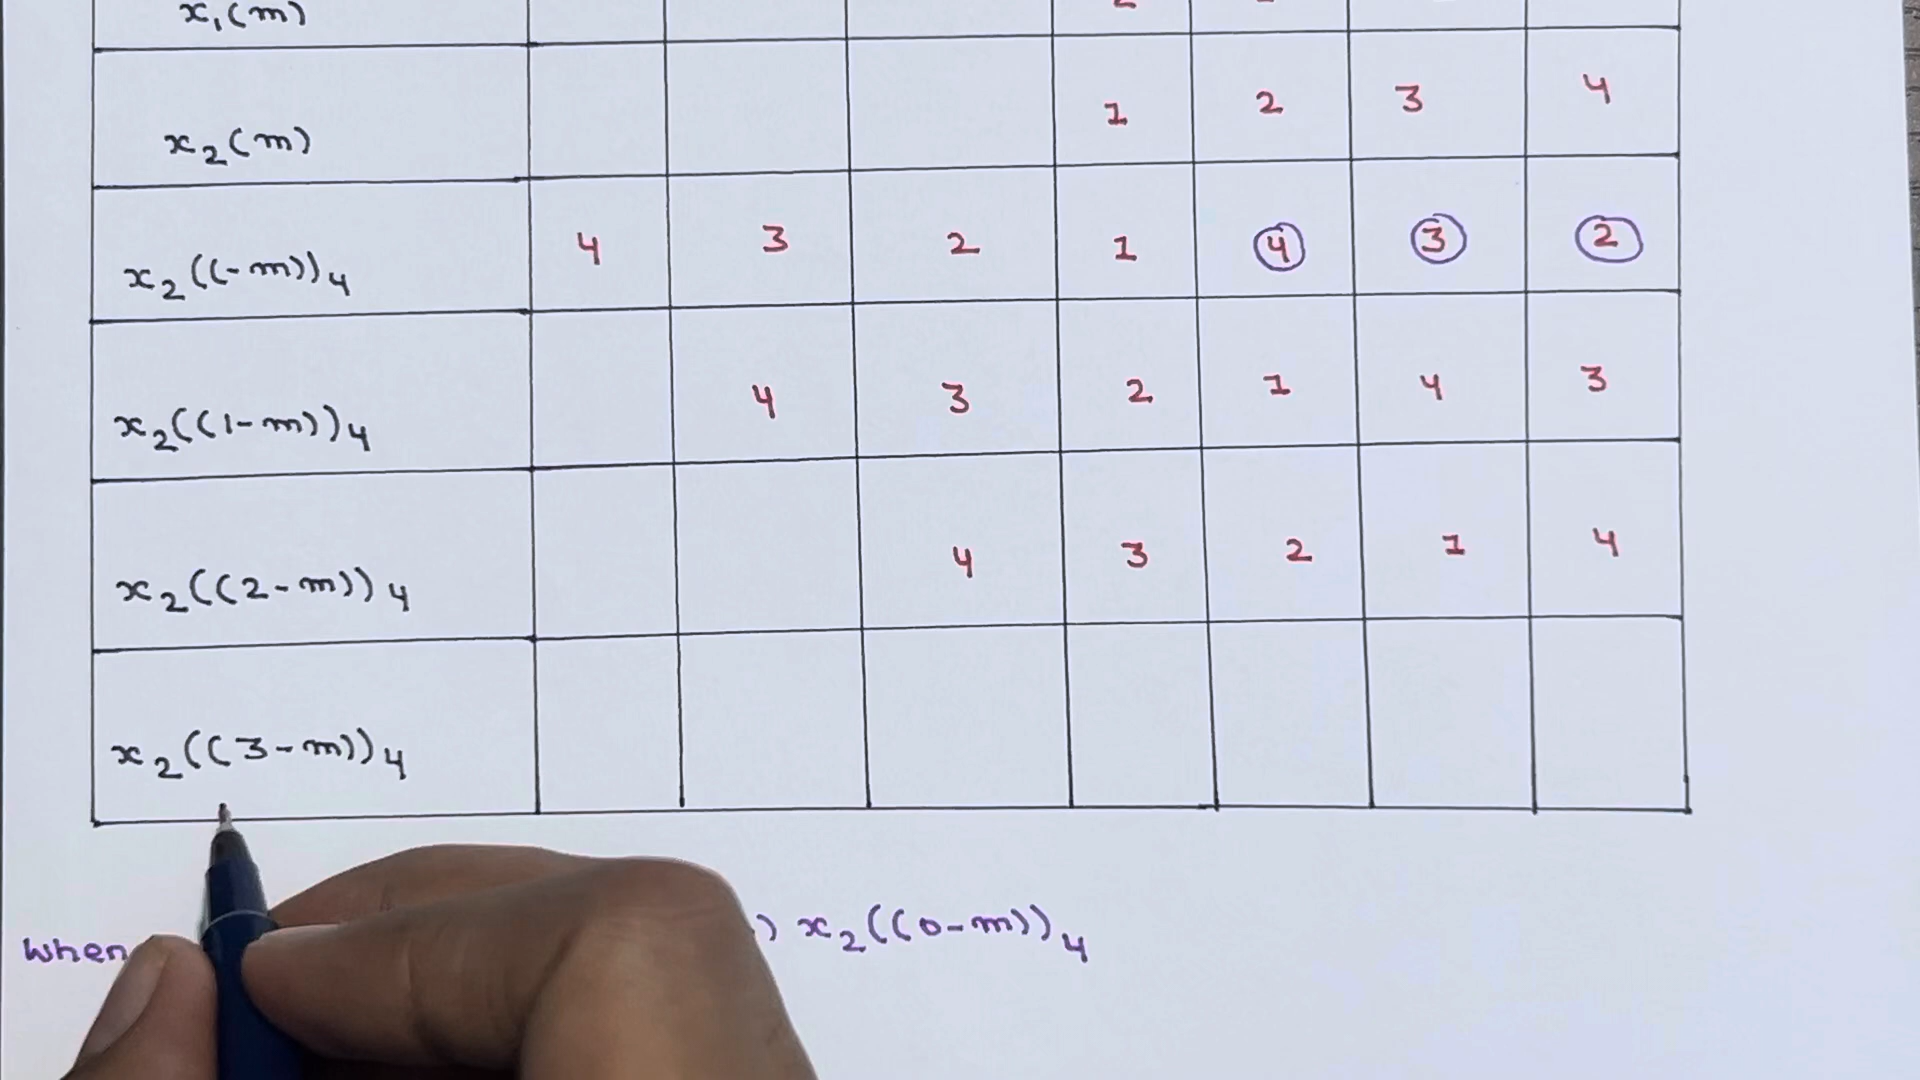 x₁(m)
x₂(m) 1 2 3 4
x₂((-m))₄ 4 3 2 1 4 3 2
x₂((1-m))₄ 4 3 2 1 4 3
x₂((2-m))₄ 4 3 2 1 4
x₂((3-m))₄
when ) x₂((0-m))₄